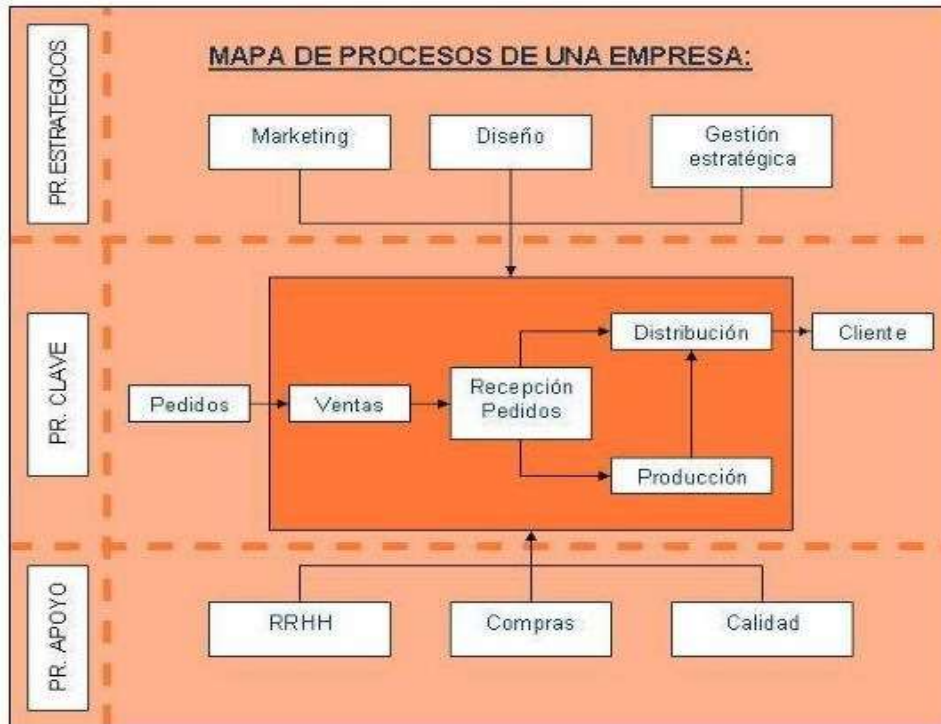 MAPA DE PROCESOS DE UNA EMPRESA:
PR. ESTRATEGICOS
Marketing
Diseño
Gestión
estratégica
PR. CLAVE
Pedidos
Ventas
Recepción
Pedidos
Distribución
Producción
Cliente
PR. APOYO
RRHH
Compras
Calidad